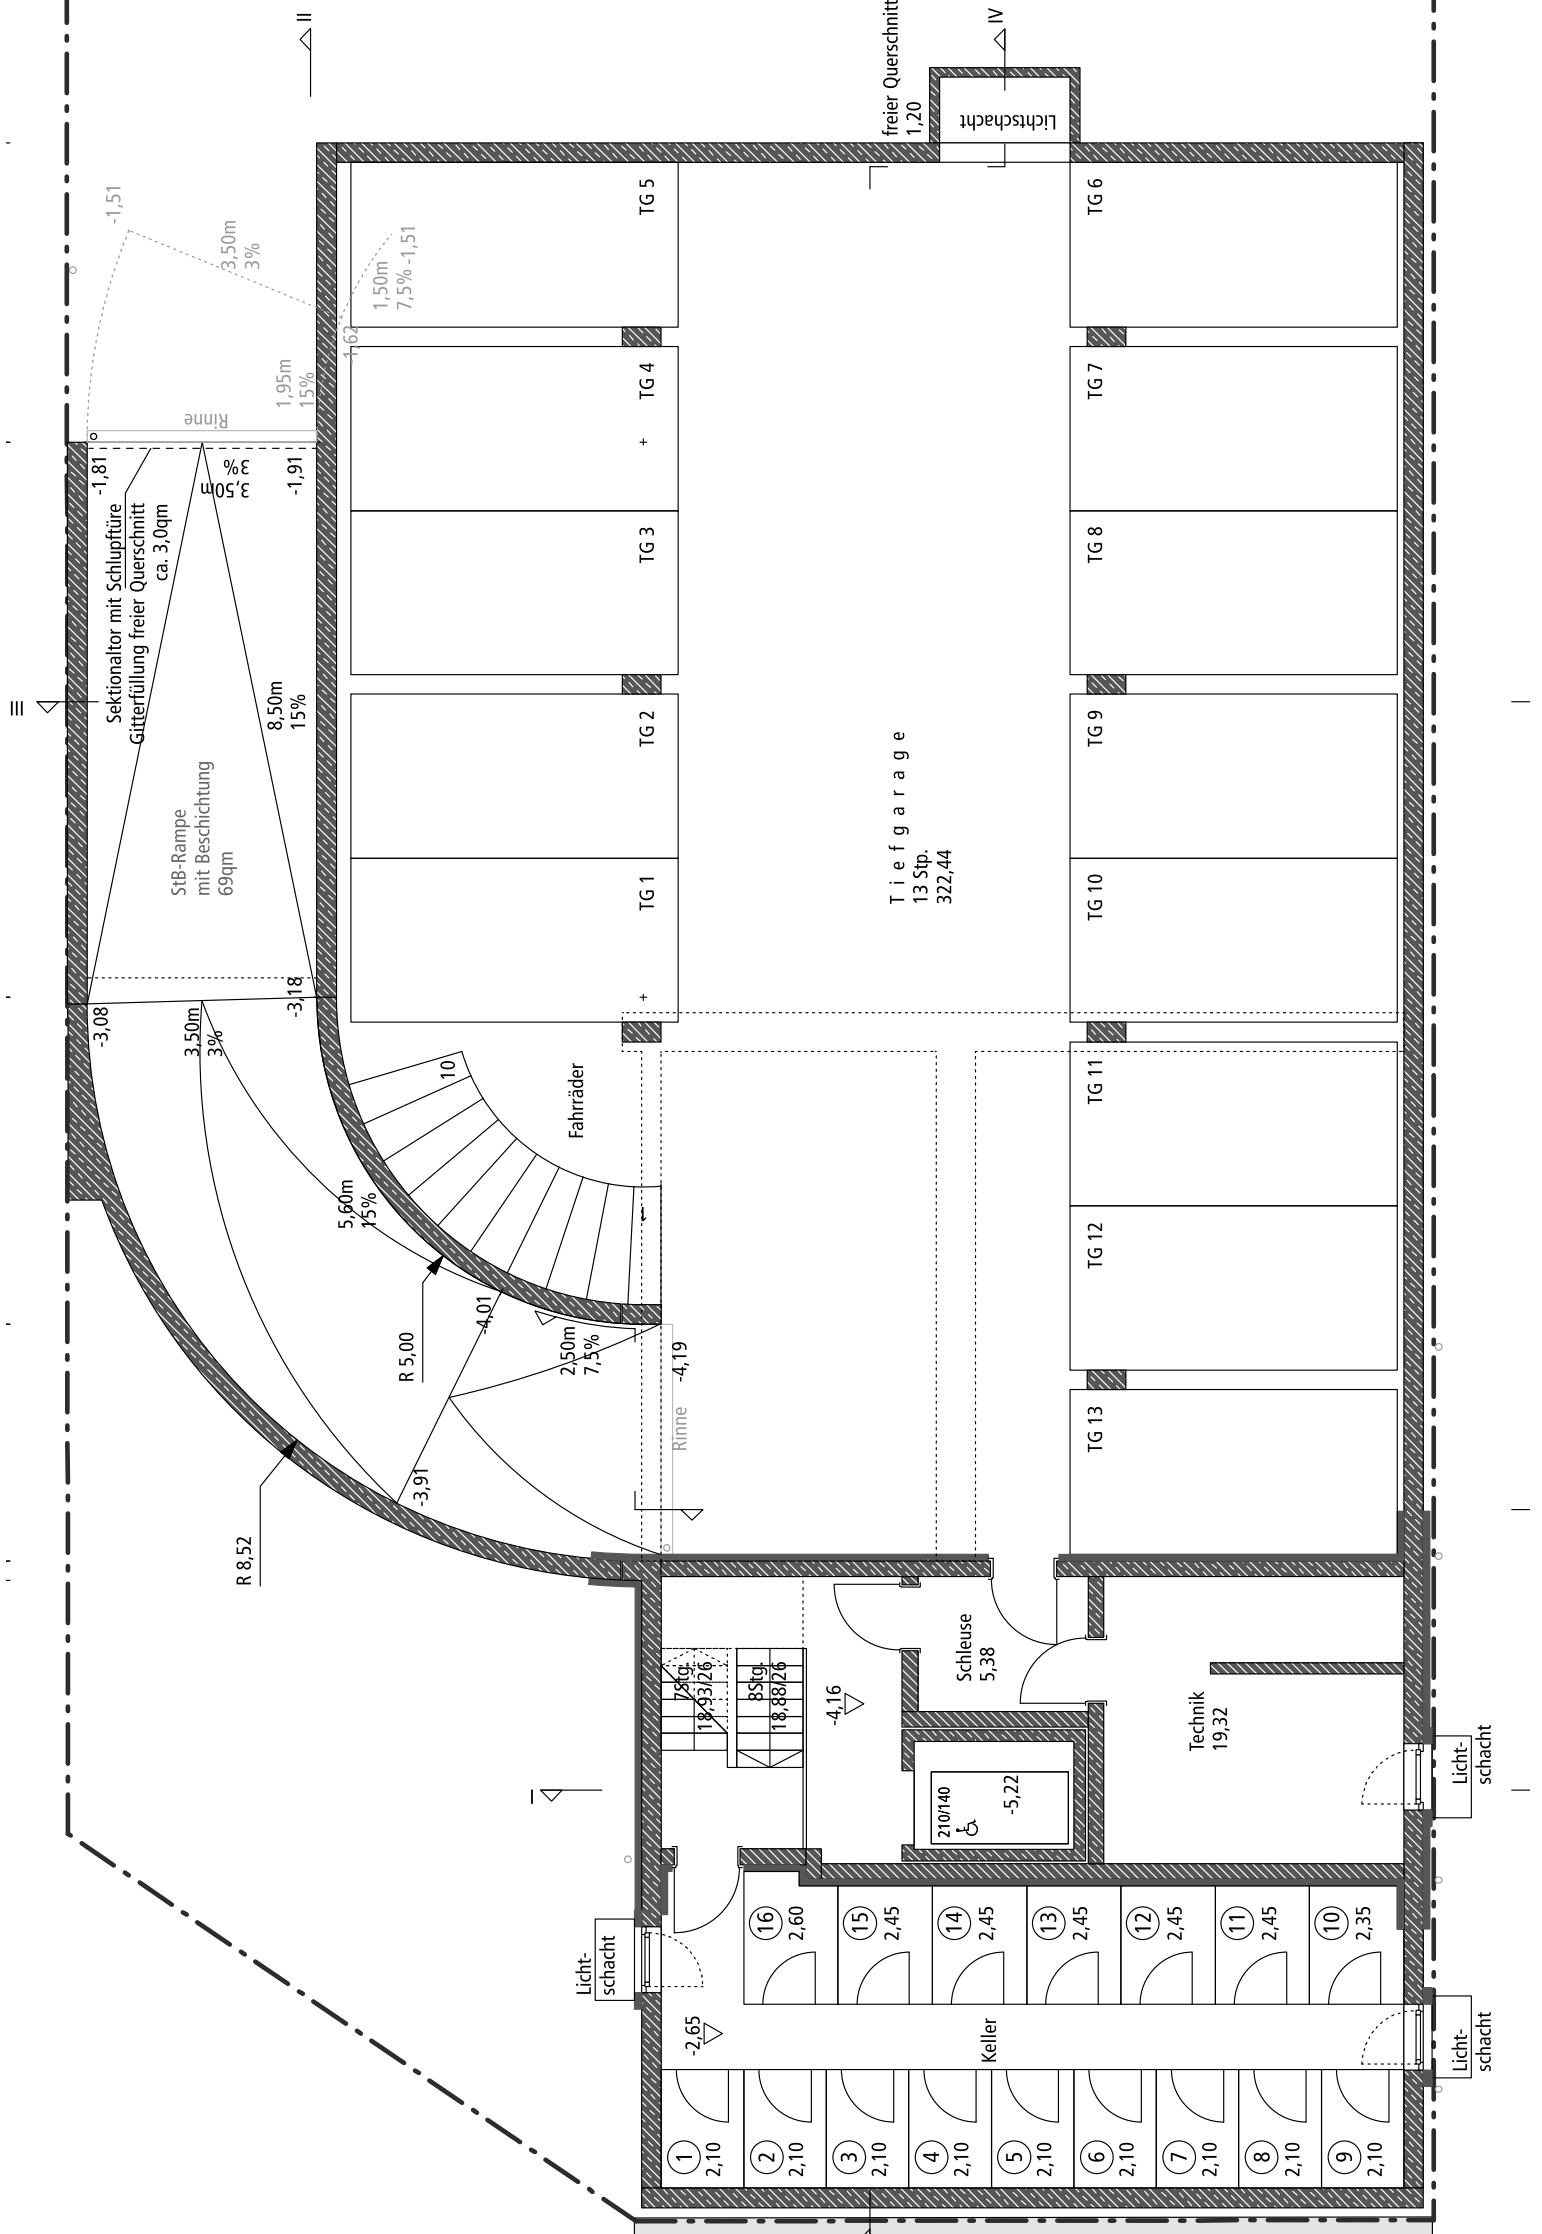 II
IV
III
I
freier Querschnitt
1,20
Lichtschacht
-1,51
3,50m
3%
1,50m
7,5% -1,51
-1,62
1,95m
15%
Rinne
-1,81
3,50m
3%
-1,91
Sektionaltor mit Schlupftüre
Gitterfüllung freier Querschnitt
ca. 3,0qm
8,50m
15%
StB-Rampe
mit Beschichtung
69qm
-3,08
-3,18
3,50m
3%
5,60m
15%
R 5,00
R 8,52
-4,01
-3,91
2,50m
7,5%
-4,19
Rinne
10
1
Fahrräder
TG 5
TG 4
TG 3
TG 2
TG 1
TG 6
TG 7
TG 8
TG 9
TG 10
TG 11
TG 12
TG 13
Tiefgarage
13 Stp.
322,44
7Stg.
18,93/26
8Stg.
18,88/26
-4,16
Schleuse
5,38
210/140
-5,22
Technik
19,32
Licht-
schacht
Licht-
schacht
Licht-
schacht
-2,65
Keller
16
2,60
15
2,45
14
2,45
13
2,45
12
2,45
11
2,45
10
2,35
1
2,10
2
2,10
3
2,10
4
2,10
5
2,10
6
2,10
7
2,10
8
2,10
9
2,10